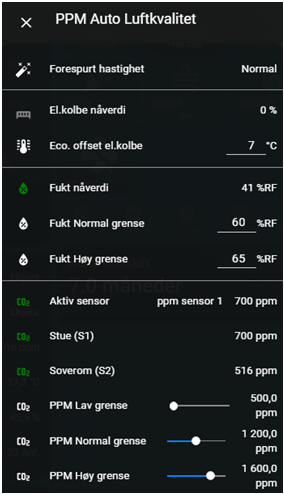 PPM Auto Luftkvalitet
Forespurt hastighet Normal
El.kolbe nåverdi 0 %
Eco. offset el.kolbe 7 °C
Fukt nåverdi 41 %RF
Fukt Normal grense 60 %RF
Fukt Høy grense 65 %RF
CO₂ Aktiv sensor ppm sensor 1 700 ppm
7.0 måneder
CO₂ Stue (S1) 700 ppm
CO₂ Soverom (S2) 516 ppm
CO₂ PPM Lav grense 500,0
ppm
CO₂ PPM Normal grense 1 200,0
ppm
CO₂ PPM Høy grense 1 600,0
ppm